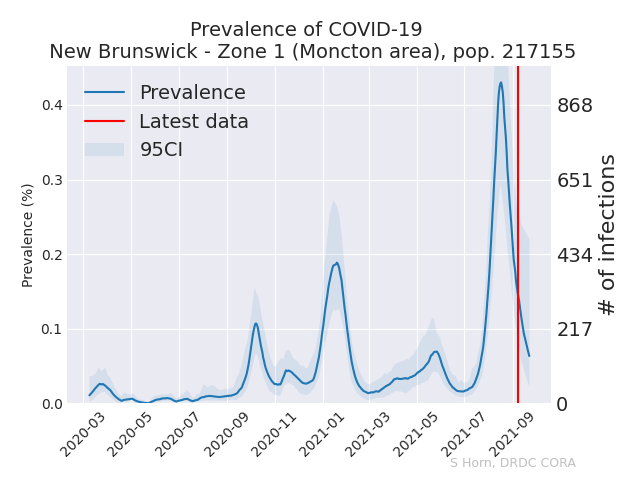 Prevalence of COVID-19
New Brunswick - Zone 1 (Moncton area), pop. 217155
Prevalence
Latest data
95CI
Prevalence (%)
0.4
0.3
0.2
0.1
0.0
868
651
434
217
0
# of infections
2020-03
2020-05
2020-07
2020-09
2020-11
2021-01
2021-03
2021-05
2021-07
2021-09
S Horn, DRDC CORA